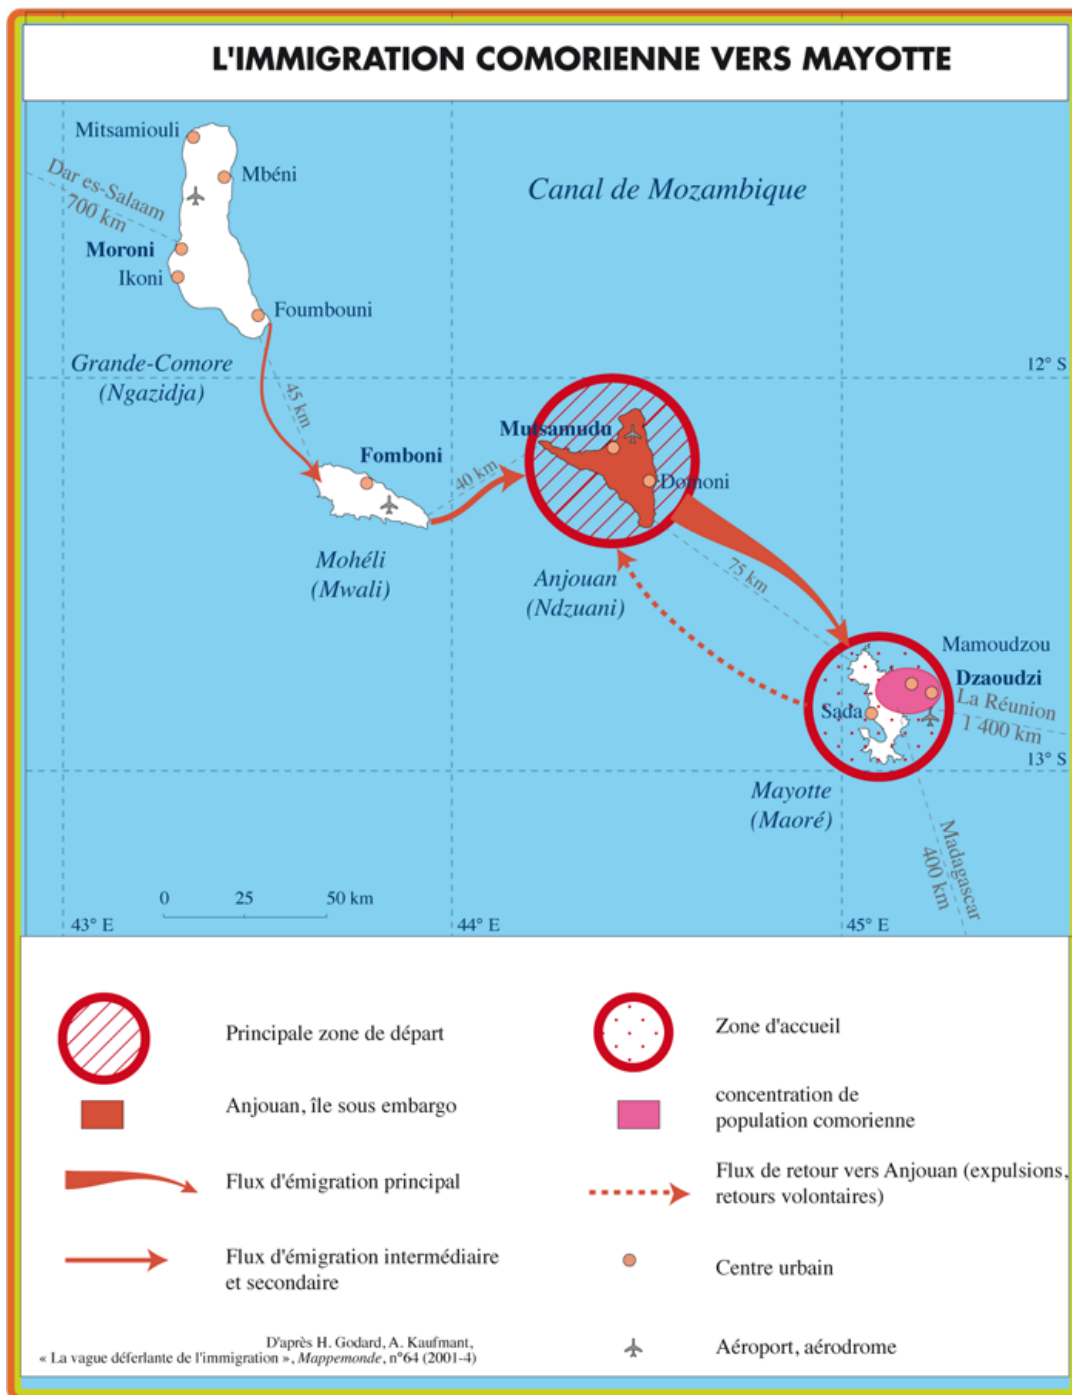 L'IMMIGRATION COMORIENNE VERS MAYOTTE
Mitsamiouli
Mbéni
Dar es-Salaam
700 km
Canal de Mozambique
Moroni
Ikoni
Foumbouni
Grande-Comore
(Ngazidja)
12° S
45 km
Fomboni
40 km
Mutsamudu
Domoni
Mohéli
(Mwali)
Anjouan
(Ndzuani)
75 km
Mamoudzou
Dzaoudzi
La Réunion
1 400 km
Sada
13° S
Mayotte
(Maoré)
Madagascar
400 km
0 25 50 km
43° E
44° E
45° E
Principale zone de départ
Zone d'accueil
Anjouan, île sous embargo
concentration de
population comorienne
Flux d'émigration principal
Flux de retour vers Anjouan (expulsions,
retours volontaires)
Flux d'émigration intermédiaire
et secondaire
Centre urbain
D'après H. Godard, A. Kaufmant,
« La vague déferlante de l'immigration », Mappemonde, n°64 (2001-4)
Aéroport, aérodrome